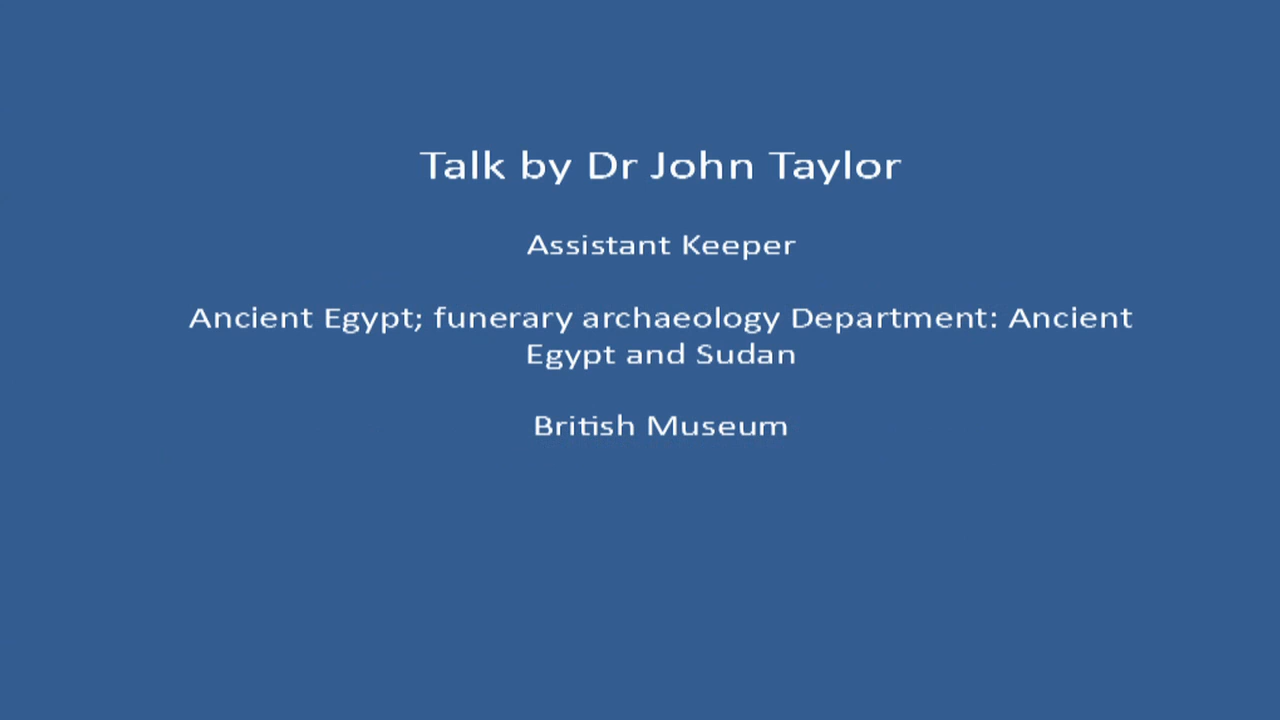 Talk by Dr John Taylor
Assistant Keeper
Ancient Egypt; funerary archaeology Department: Ancient
Egypt and Sudan
British Museum